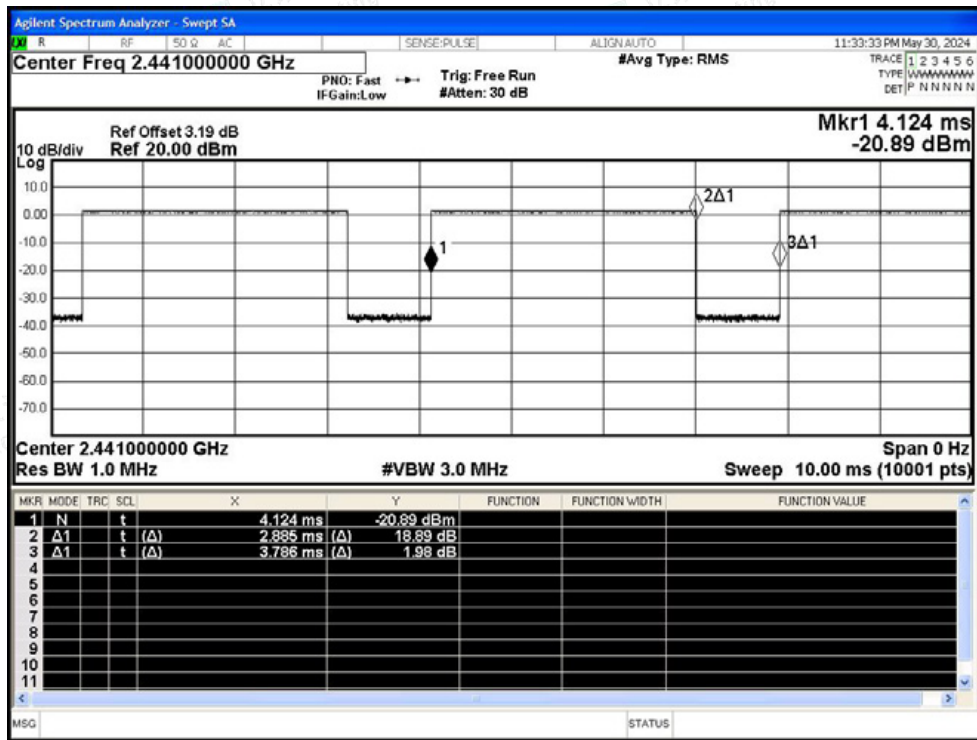 Agilent Spectrum Analyzer - Swept SA
LXI R RF 50 Ω AC SENSE:PULSE ALIGNAUTO 11:33:33 PM May 30, 2024
Center Freq 2.441000000 GHz #Avg Type: RMS TRACE 1 2 3 4 5 6
PNO: Fast Trig: Free Run TYPE WWWWWW
IFGain:Low #Atten: 30 dB DET P N N N N N
Mkr1 4.124 ms
Ref Offset 3.19 dB
10 dB/div Ref 20.00 dBm -20.89 dBm
Log
10.0
2Δ1
0.00
1
3Δ1
-10.0
-20.0
-30.0
-40.0
-50.0
-60.0
-70.0
Center 2.441000000 GHz Span 0 Hz
Res BW 1.0 MHz #VBW 3.0 MHz Sweep 10.00 ms (10001 pts)
MKR MODE TRC SCL X Y FUNCTION FUNCTION WIDTH FUNCTION VALUE
1 N t 4.124 ms -20.89 dBm
2 Δ1 t (Δ) 2.885 ms (Δ) 18.89 dB
3 Δ1 t (Δ) 3.786 ms (Δ) 1.98 dB
4
5
6
7
8
9
10
11
MSG STATUS